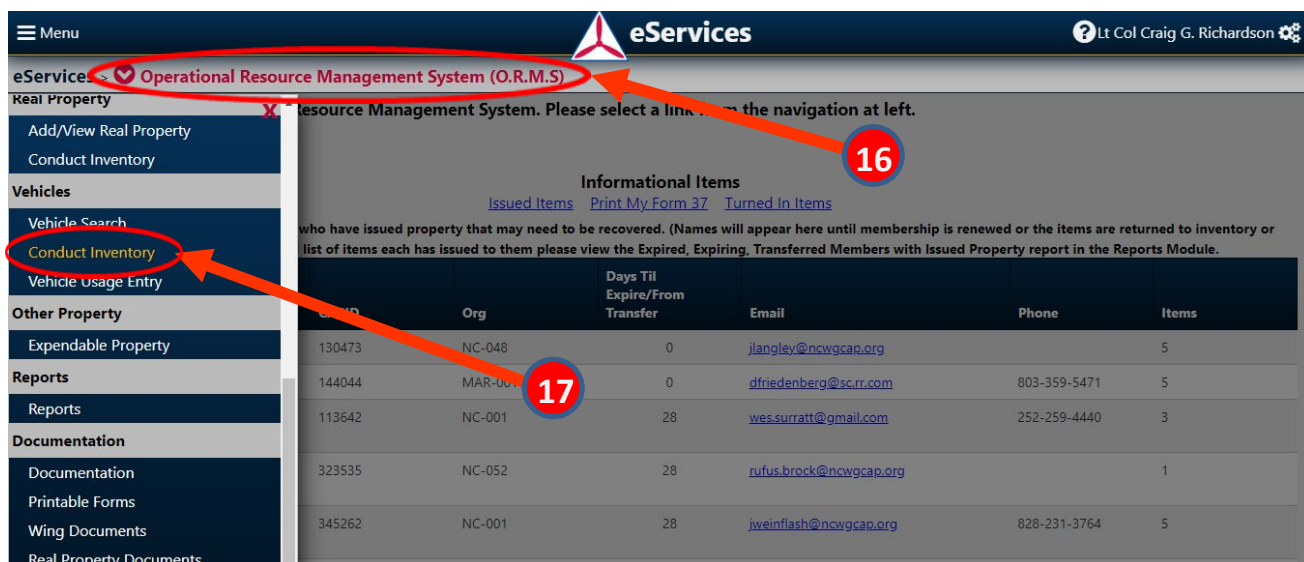 Menu
eServices
Lt Col Craig G. Richardson
eServices > Operational Resource Management System (O.R.M.S)
Real Property
X
Resource Management System. Please select a link from the navigation at left.
Add/View Real Property
16
Conduct Inventory
Vehicles
Informational Items
Issued Items Print My Form 37 Turned In Items
Vehicle Search
who have issued property that may need to be recovered. (Names will appear here until membership is renewed or the items are returned to inventory or
Conduct Inventory
list of items each has issued to them please view the Expired, Expiring, Transferred Members with Issued Property report in the Reports Module.
Vehicle Usage Entry
Other Property
Org Days Til Expire/From Transfer Email Phone Items
Expendable Property
130473 NC-048 0 jlangley@ncwgcap.org 5
Reports
144044 MAR-001 0 dfriedenberg@sc.rr.com 803-359-5471 5
17
Reports
113642 NC-001 28 wes.surratt@gmail.com 252-259-4440 3
Documentation
Documentation
323535 NC-052 28 rufus.brock@ncwgcap.org 1
Printable Forms
Wing Documents
345262 NC-001 28 jweinflash@ncwgcap.org 828-231-3764 5
Real Property Documents